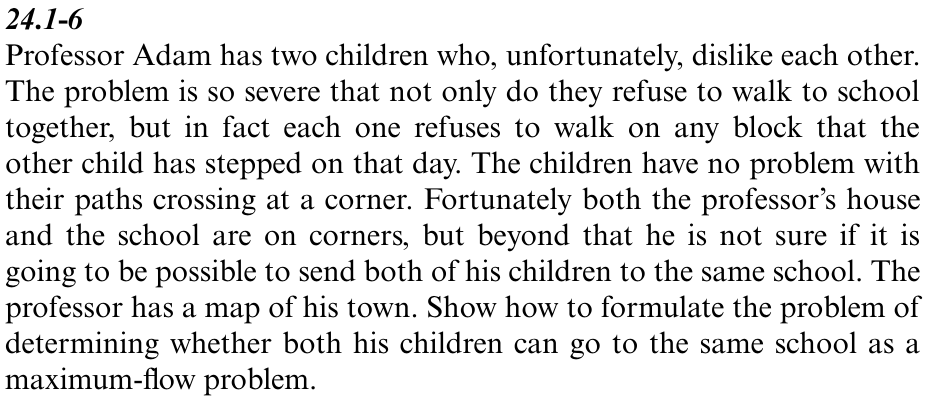 24.1-6
Professor Adam has two children who, unfortunately, dislike each other.
The problem is so severe that not only do they refuse to walk to school
together, but in fact each one refuses to walk on any block that the
other child has stepped on that day. The children have no problem with
their paths crossing at a corner. Fortunately both the professor’s house
and the school are on corners, but beyond that he is not sure if it is
going to be possible to send both of his children to the same school. The
professor has a map of his town. Show how to formulate the problem of
determining whether both his children can go to the same school as a
maximum-flow problem.